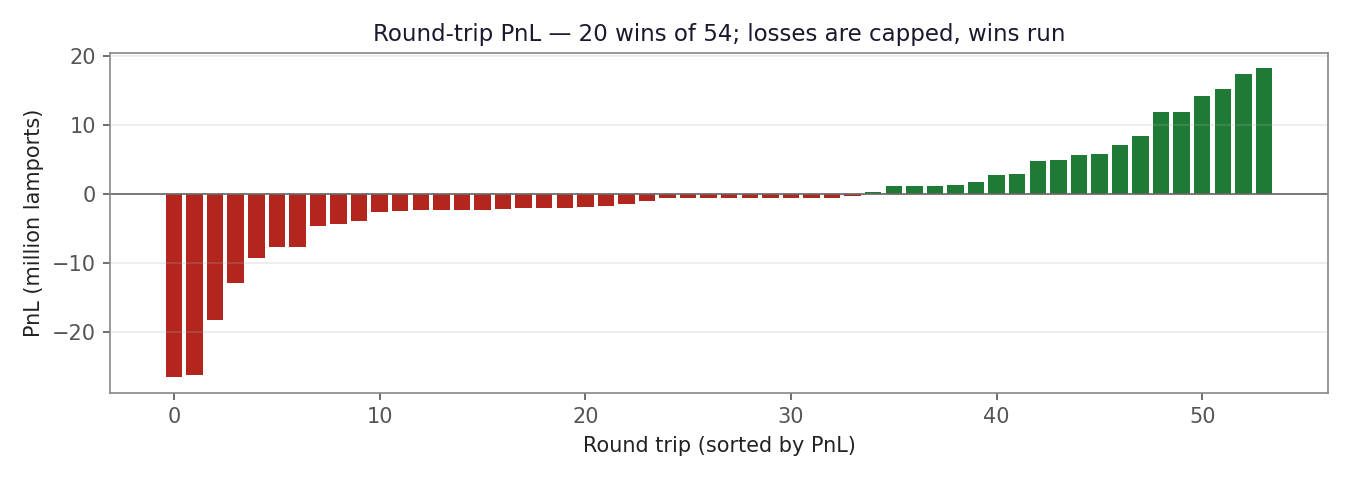 Round-trip PnL — 20 wins of 54; losses are capped, wins run
PnL (million lamports)
20
10
0
−10
−20
0 10 20 30 40 50
Round trip (sorted by PnL)